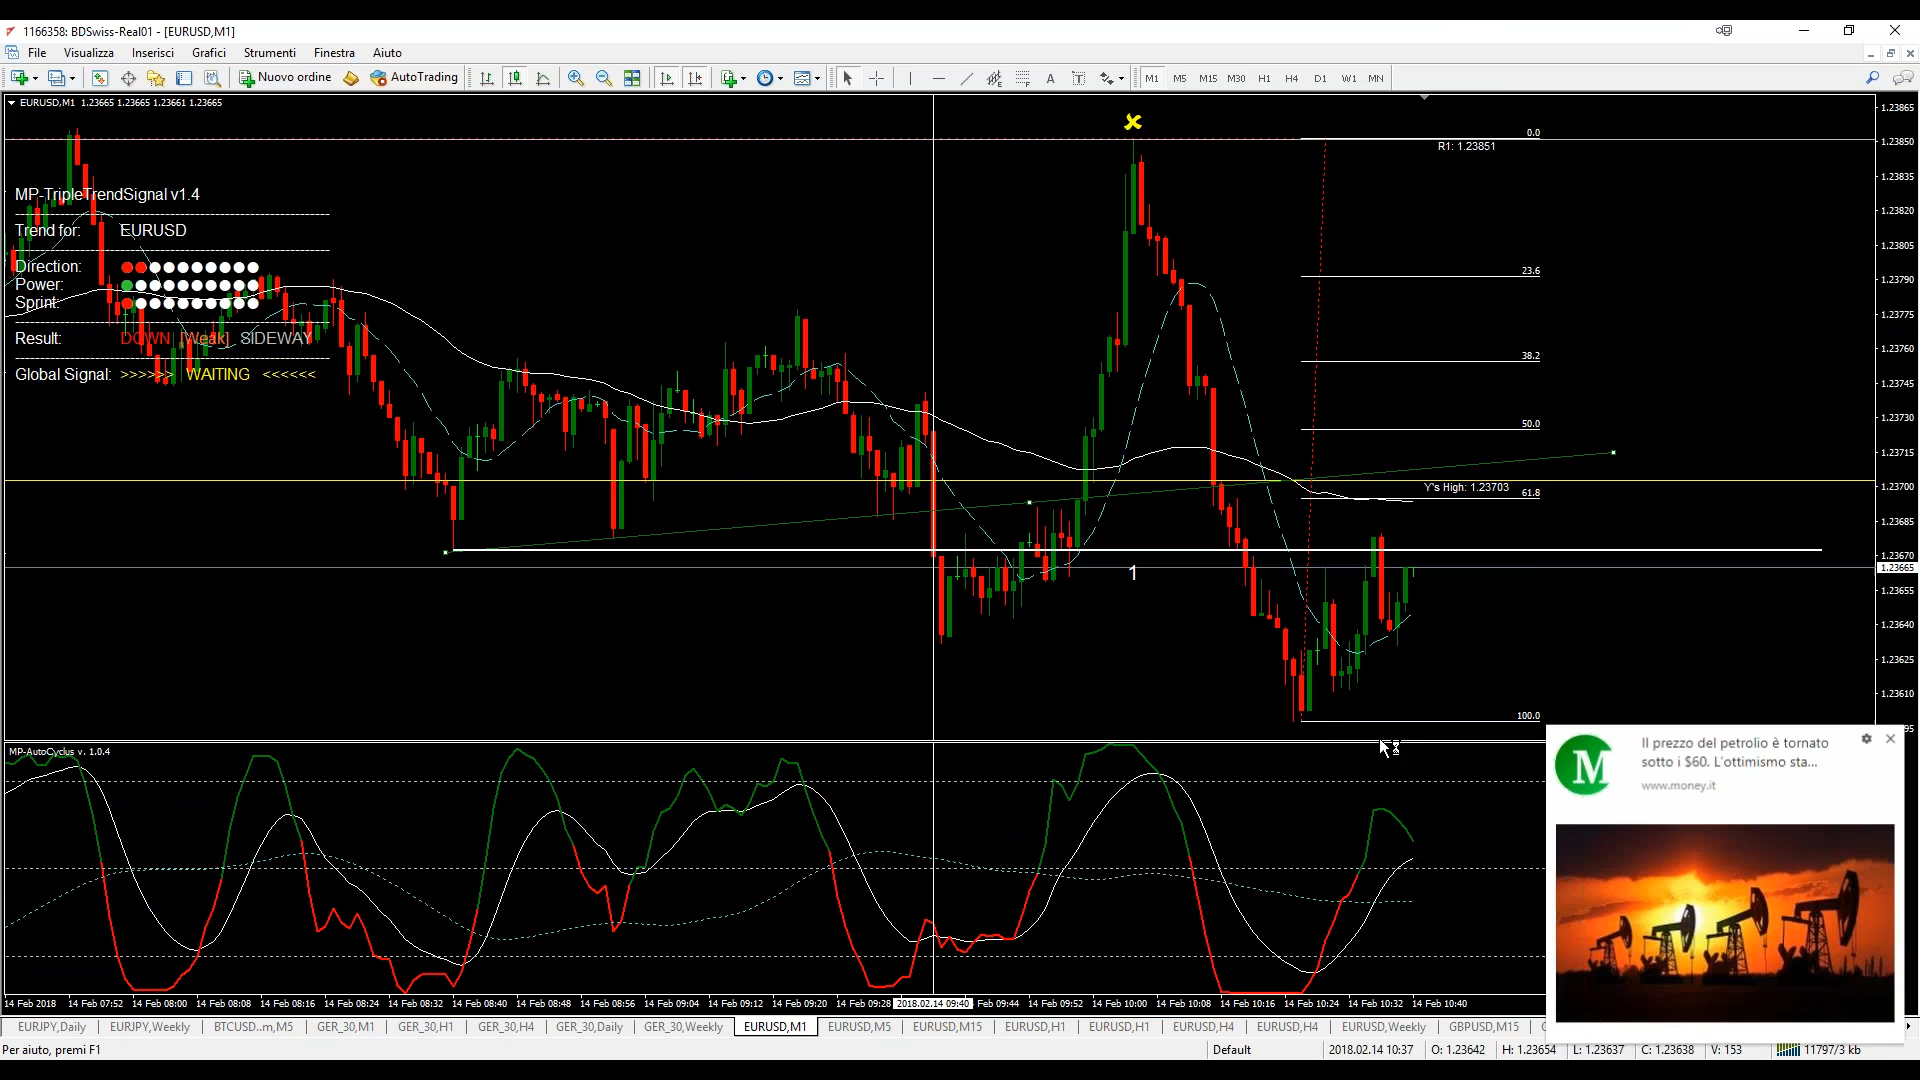 1166358: BDSwiss-Real01 - [EURUSD,M1]
File Visualizza Inserisci Grafici Strumenti Finestra Aiuto
Nuovo ordine AutoTrading A T M1 M5 M15 M30 H1 H4 D1 W1 MN
EURUSD,M1 1.23665 1.23665 1.23661 1.23665
MP-TripleTrendSignal v1.4
Trend for: EURUSD
Direction:
Power:
Sprint:
Result: DOWN [Weak] SIDEWAY
Global Signal: >>>>>> WAITING <<<<<<
0.0
R1: 1.23851
23.6
38.2
50.0
Y's High: 1.23703
61.8
100.0
1
1.23865
1.23850
1.23835
1.23820
1.23805
1.23790
1.23775
1.23760
1.23745
1.23730
1.23715
1.23700
1.23685
1.23670
1.23665
1.23655
1.23640
1.23625
1.23610
95
MP-AutoCyclus v. 1.0.4
M
Il prezzo del petrolio è tornato
sotto i $60. L'ottimismo sta...
www.money.it
14 Feb 2018 14 Feb 07:52 14 Feb 08:00 14 Feb 08:08 14 Feb 08:16 14 Feb 08:24 14 Feb 08:32 14 Feb 08:40 14 Feb 08:48 14 Feb 08:56 14 Feb 09:04 14 Feb 09:12 14 Feb 09:20 14 Feb 09:28 2018.02.14 09:40 Feb 09:44 14 Feb 09:52 14 Feb 10:00 14 Feb 10:08 14 Feb 10:16 14 Feb 10:24 14 Feb 10:32 14 Feb 10:40
EURJPY,Daily EURJPY,Weekly BTCUSD..m,M5 GER_30,M1 GER_30,H1 GER_30,H4 GER_30,Daily GER_30,Weekly EURUSD,M1 EURUSD,M5 EURUSD,M15 EURUSD,H1 EURUSD,H1 EURUSD,H4 EURUSD,H4 EURUSD,Weekly GBPUSD,M15
Per aiuto, premi F1 Default 2018.02.14 10:37 O: 1.23642 H: 1.23654 L: 1.23637 C: 1.23638 V: 153 11797/3 kb